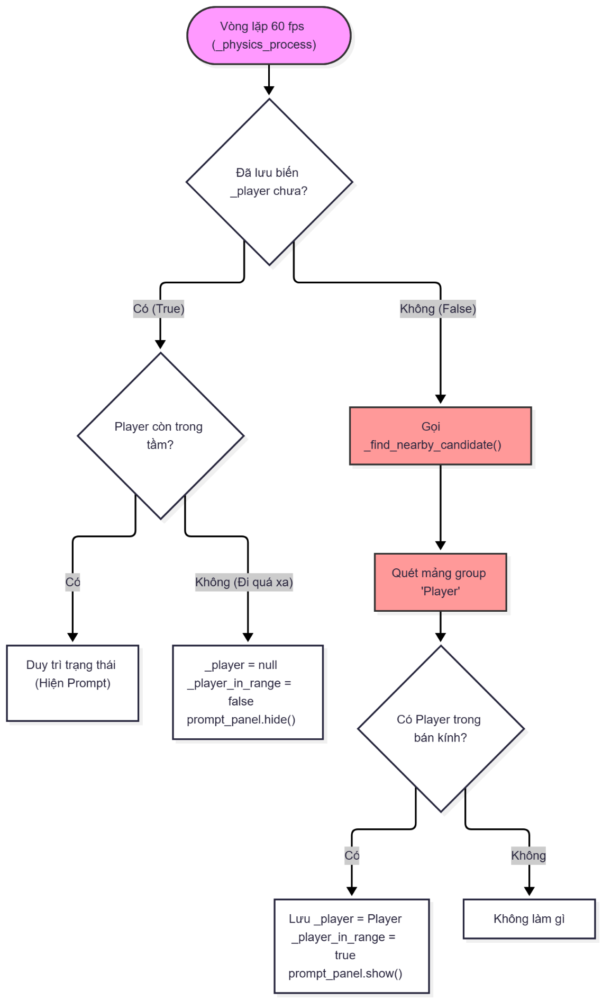 Vòng lặp 60 fps
(_physics_process)
Đã lưu biến
_player chưa?
Có (True)
Không (False)
Player còn trong
tầm?
Gọi
_find_nearby_candidate()
Có
Không (Đi quá xa)
Quét mảng group
'Player'
Duy trì trạng thái
(Hiện Prompt)
_player = null
_player_in_range =
false
prompt_panel.hide()
Có Player trong
bán kính?
Có
Không
Lưu _player = Player
_player_in_range =
true
prompt_panel.show()
Không làm gì